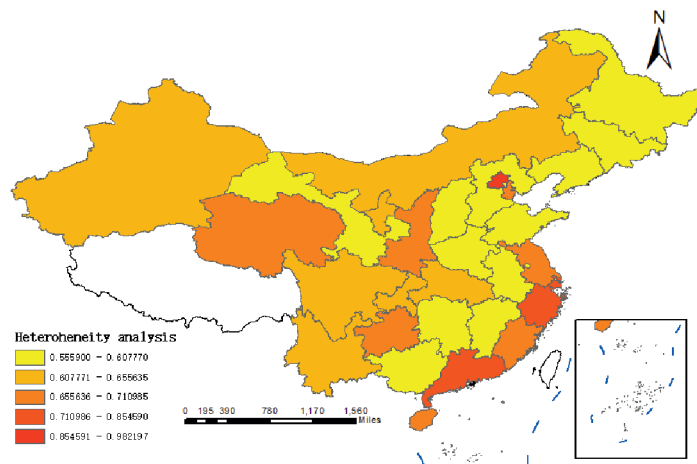 N
Heteroheneity analysis
0.555900 - 0.607770
0.607771 - 0.655635
0.655636 - 0.710985
0.710986 - 0.854590
0.854591 - 0.982197
0 195 390 780 1,170 1,560
Miles